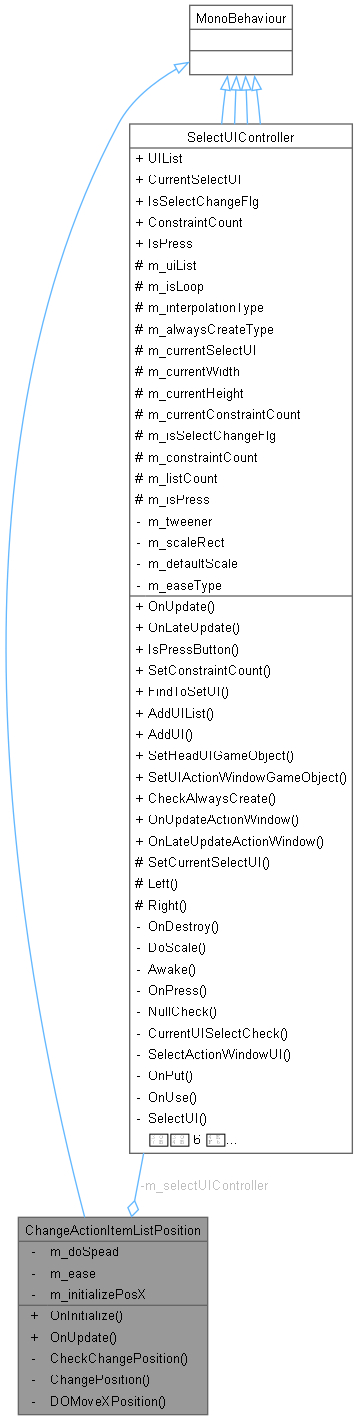 MonoBehaviour
SelectUIController
+ UIList
+ CurrentSelectUI
+ IsSelectChangeFlg
+ ConstraintCount
+ IsPress
# m_uiList
# m_isLoop
# m_interpolationType
# m_alwaysCreateType
# m_currentSelectUI
# m_currentWidth
# m_currentHeight
# m_currentConstraintCount
# m_isSelectChangeFlg
# m_constraintCount
# m_listCount
# m_isPress
- m_tweener
- m_scaleRect
- m_defaultScale
- m_easeType
+ OnUpdate()
+ OnLateUpdate()
+ IsPressButton()
+ SetConstraintCount()
+ FindToSetUI()
+ AddUIList()
+ AddUI()
+ SetHeadUIGameObject()
+ SetUIActionWindowGameObject()
+ CheckAlwaysCreate()
+ OnUpdateActionWindow()
+ OnLateUpdateActionWindow()
# SetCurrentSelectUI()
# Left()
# Right()
- OnDestroy()
- DoScale()
- Awake()
- OnPress()
- NullCheck()
- CurrentUISelectCheck()
- SelectActionWindowUI()
- OnPut()
- OnUse()
- SelectUI()
6 ...
-m_selectUIController
ChangeActionItemListPosition
- m_doSpead
- m_ease
- m_initializePosX
+ OnInitialize()
+ OnUpdate()
- CheckChangePosition()
- ChangePosition()
- DOMoveXPosition()